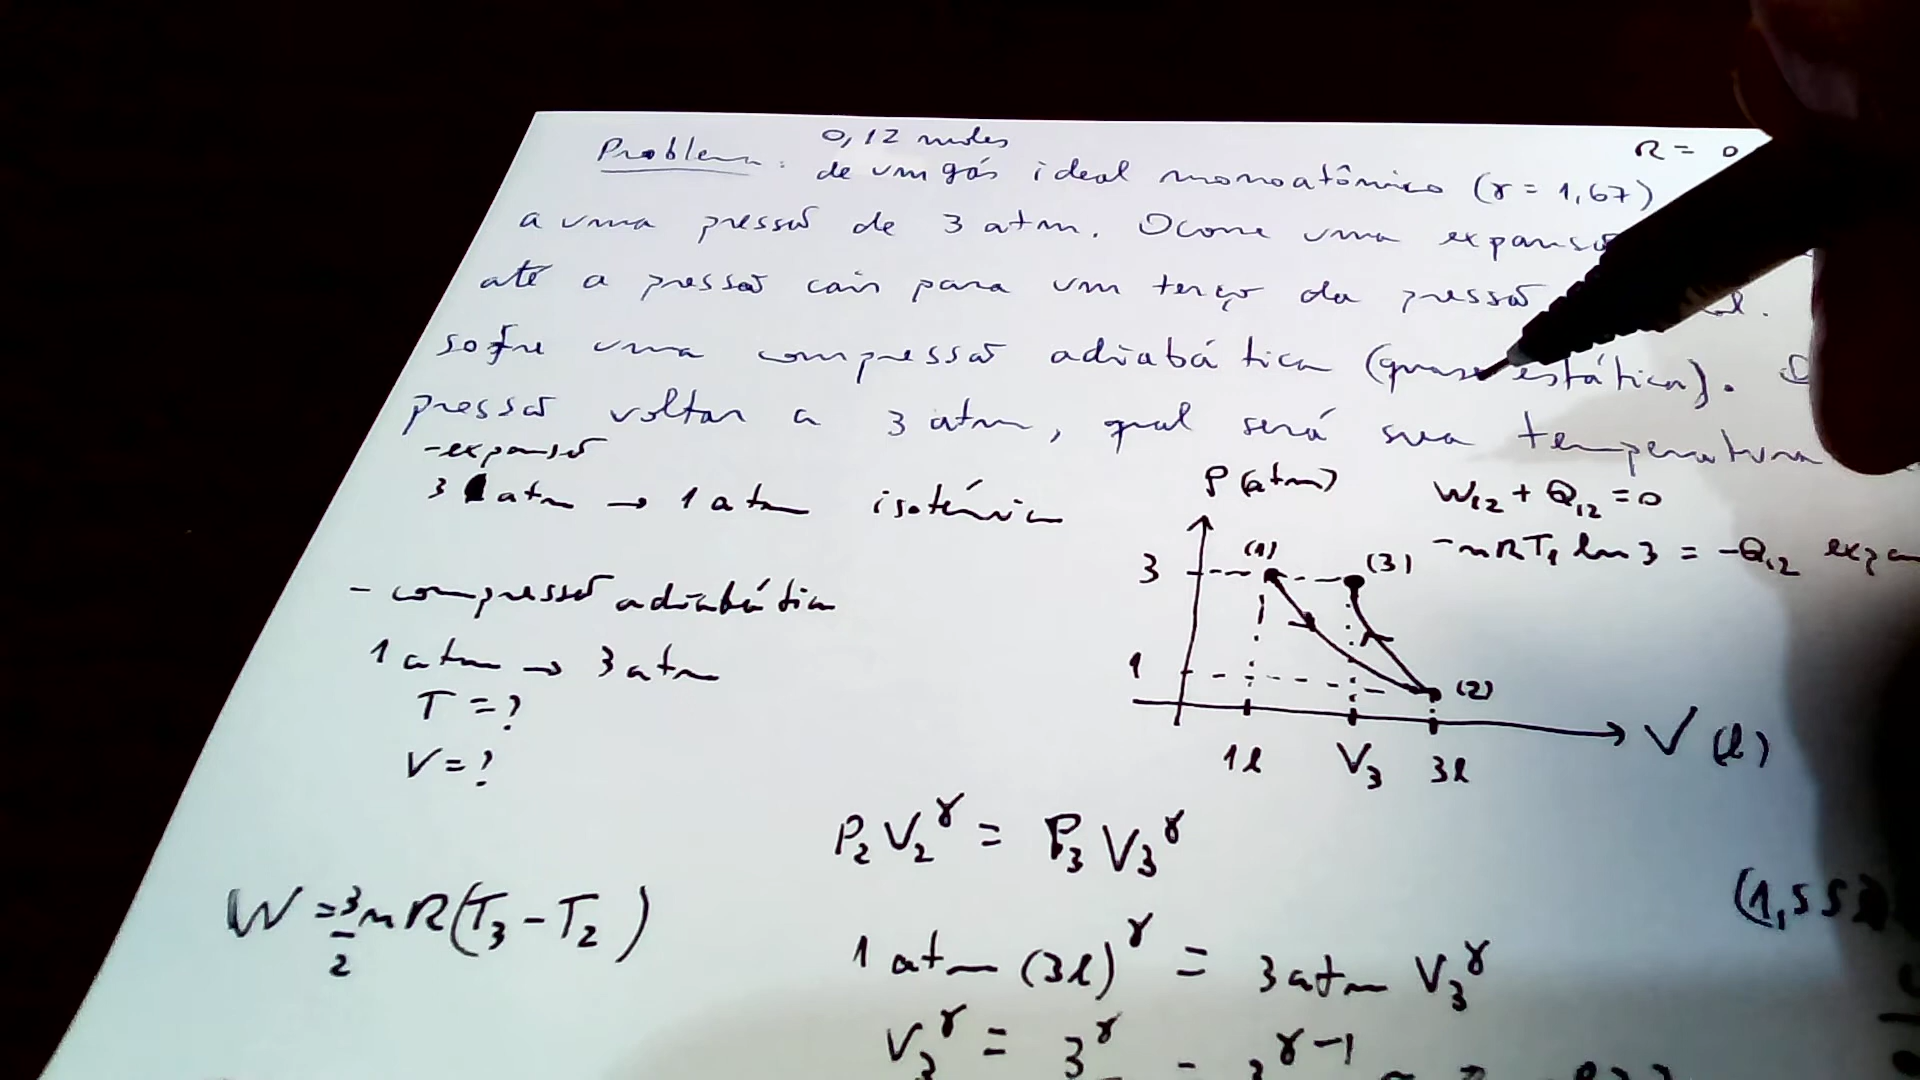 Problema: 0,12 moles
R = 0
de um gás ideal monoatômico (γ = 1,67)
a uma pressão de 3 atm. Ocorre uma expansão
até a pressão cair para um terço da pressão
sofre uma compressão adiabática (quase estática).
pressão voltar a 3 atm, qual será sua temperatura
- expansão
3 atm → 1 atm isotérmica
- compressão adiabática
1 atm → 3 atm
T = ?
V = ?
P (atm)
W12 + Q12 = 0
-nRT1 ln 3 = -Q12
3
(1)
(3)
1
(2)
1l
V3
3l
V (l)
P2 V2^γ = P3 V3^γ
W = 3/2 nR(T3 - T2)
1 atm (3l)^γ = 3 atm V3^γ
(1,55
V3^γ = 3^γ